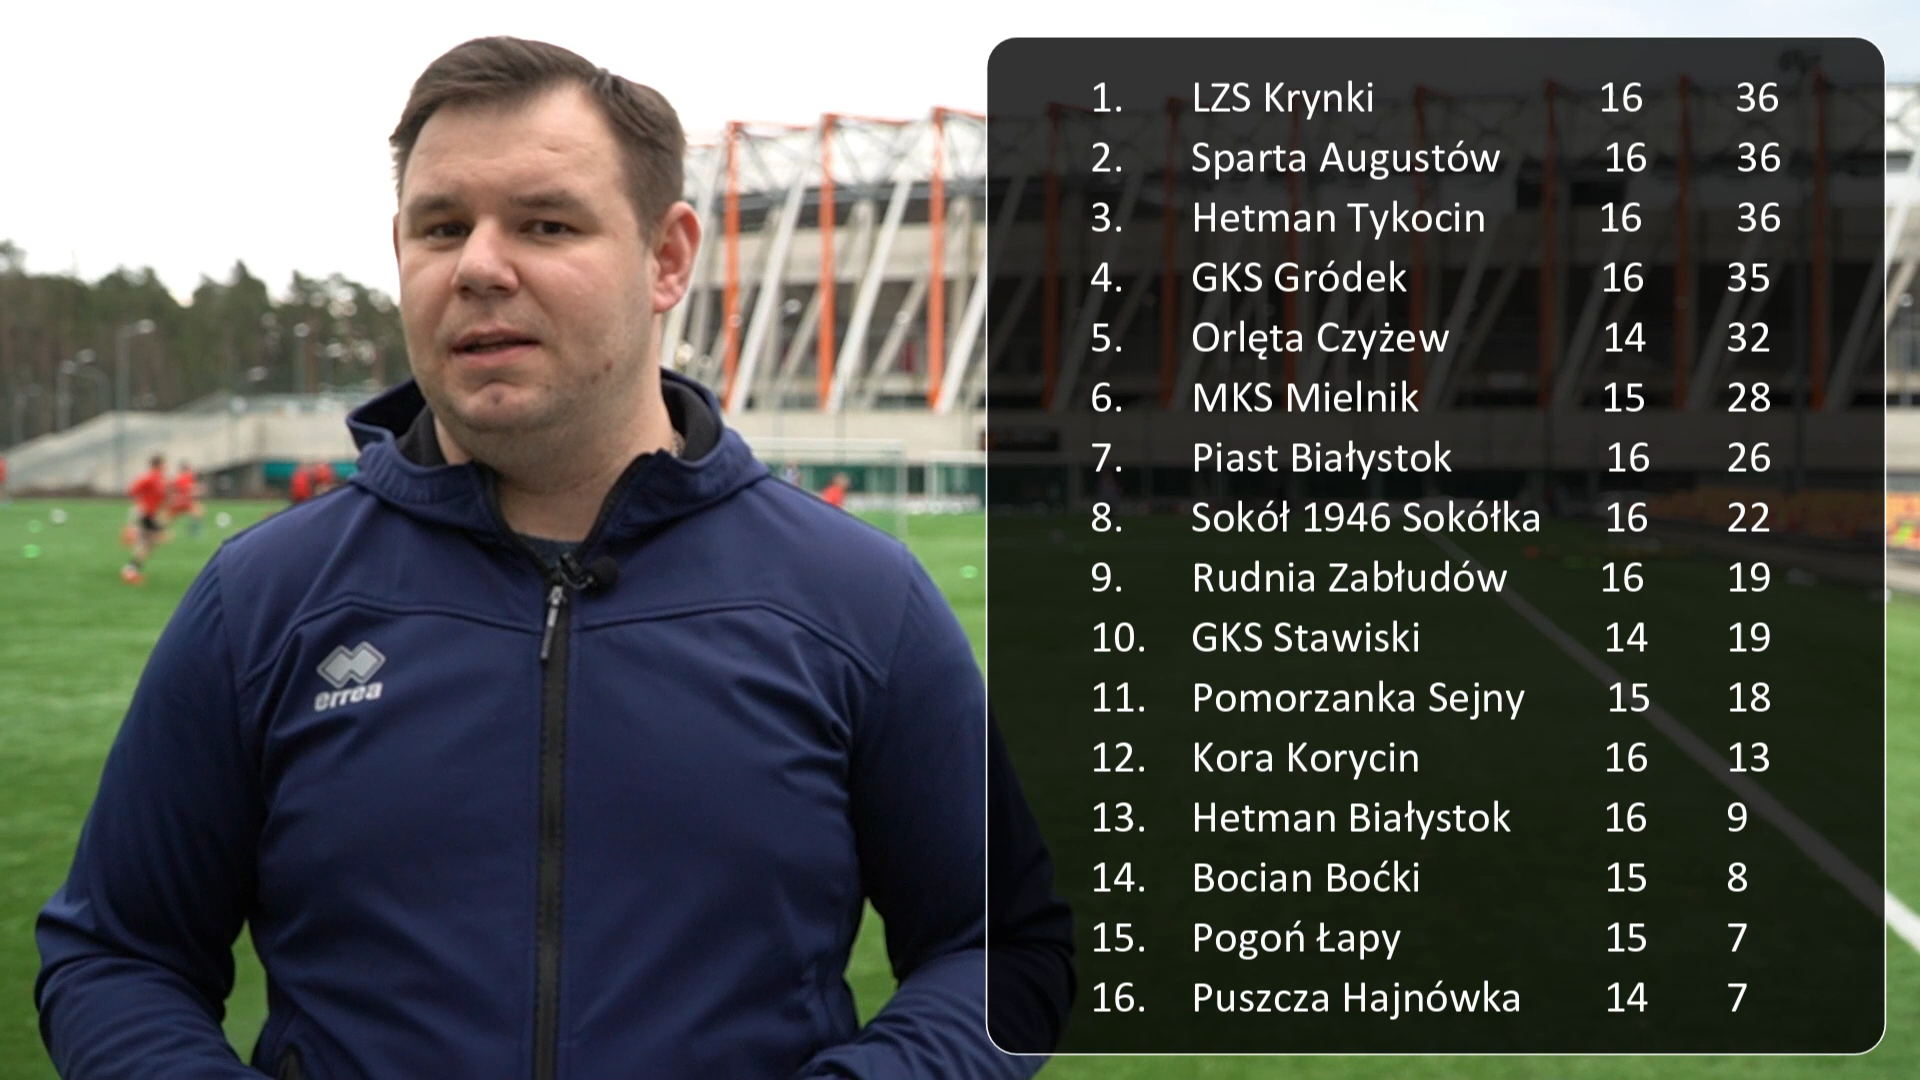 errea
1. LZS Krynki 16 36
2. Sparta Augustów 16 36
3. Hetman Tykocin 16 36
4. GKS Gródek 16 35
5. Orlęta Czyżew 14 32
6. MKS Mielnik 15 28
7. Piast Białystok 16 26
8. Sokół 1946 Sokółka 16 22
9. Rudnia Zabłudów 16 19
10. GKS Stawiski 14 19
11. Pomorzanka Sejny 15 18
12. Kora Korycin 16 13
13. Hetman Białystok 16 9
14. Bocian Boćki 15 8
15. Pogoń Łapy 15 7
16. Puszcza Hajnówka 14 7